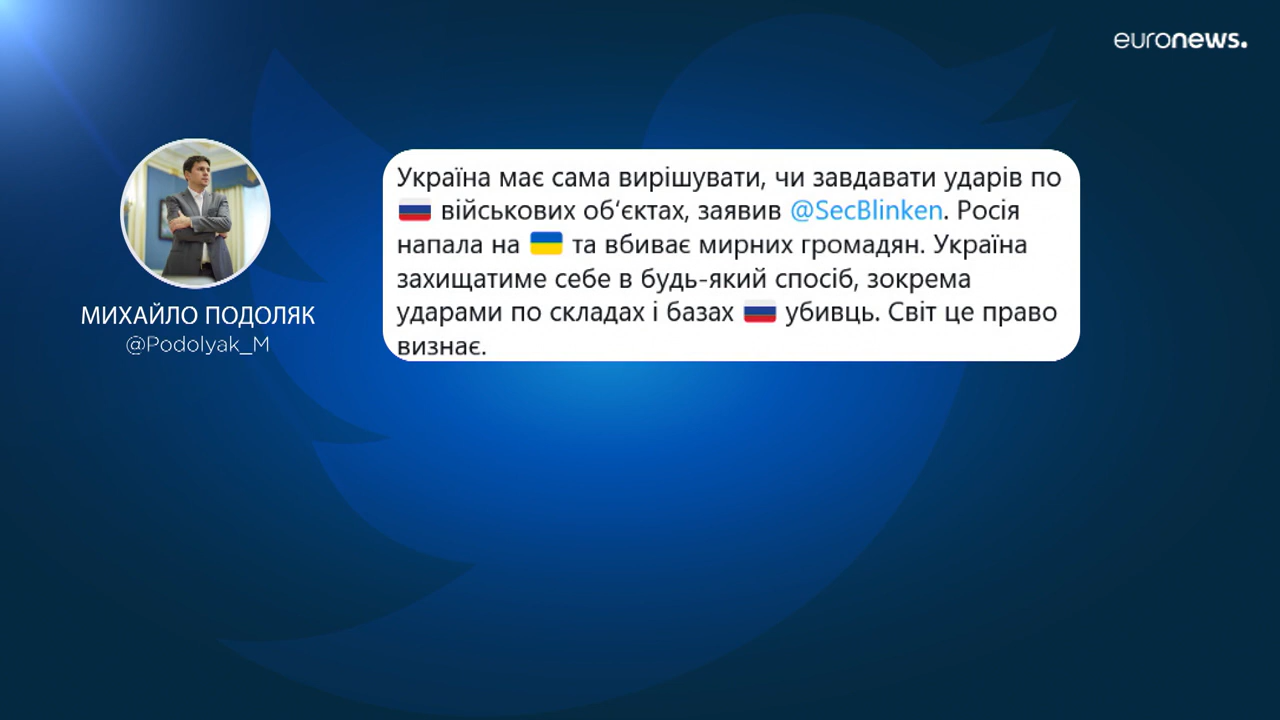 euronews.
Україна має сама вирішувати, чи завдавати ударів по
🇷🇺 військових об‘єктах, заявив @SecBlinken. Росія
напала на 🇺🇦 та вбиває мирних громадян. Україна
захищатиме себе в будь-який спосіб, зокрема
ударами по складах і базах 🇷🇺 убивць. Світ це право
визнає.
МИХАЙЛО ПОДОЛЯК
@Podolyak_M